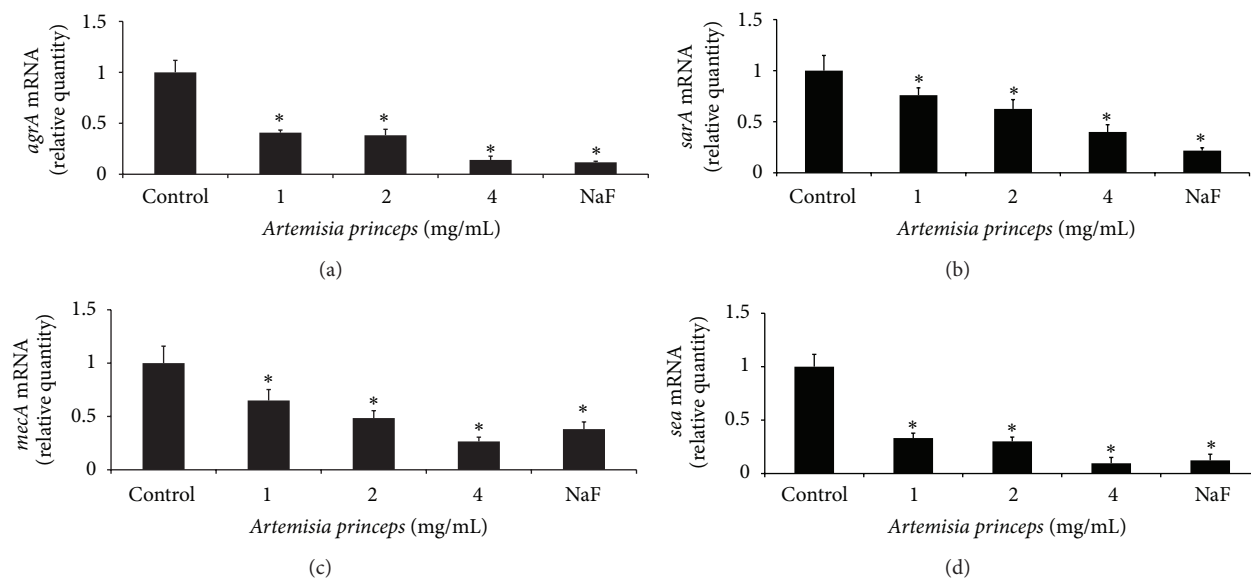 agrA mRNA
(relative quantity)
1.5
1
0.5
0
*
*
*
*
Control
1
2
4
NaF
Artemisia princeps (mg/mL)
(a)
sarA mRNA
(relative quantity)
1.5
1
0.5
0
*
*
*
*
Control
1
2
4
NaF
Artemisia princeps (mg/mL)
(b)
mecA mRNA
(relative quantity)
1.5
1
0.5
0
*
*
*
*
Control
1
2
4
NaF
Artemisia princeps (mg/mL)
(c)
sea mRNA
(relative quantity)
1.5
1
0.5
0
*
*
*
*
Control
1
2
4
NaF
Artemisia princeps (mg/mL)
(d)